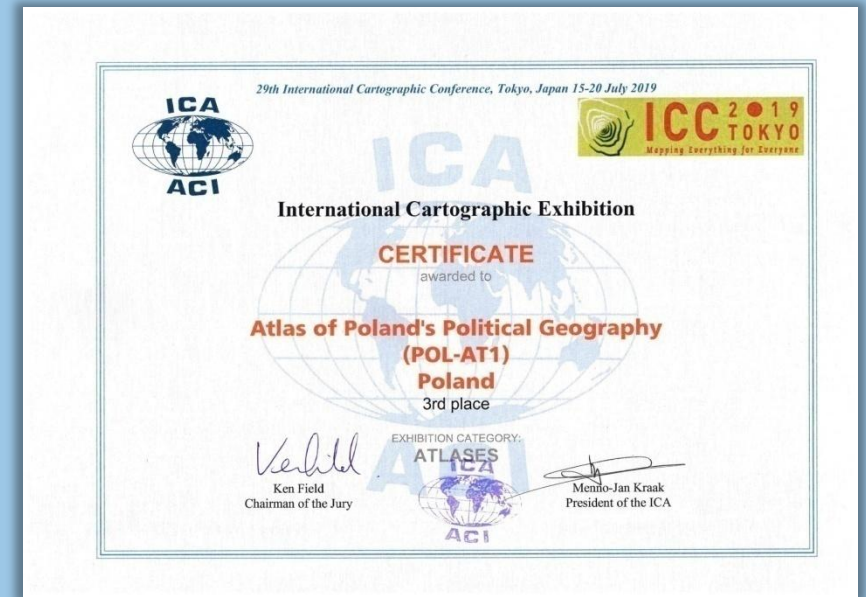 29th International Cartographic Conference, Tokyo, Japan 15-20 July 2019
ICA
ACI
ICC 2019
TOKYO
Mapping Everything for Everyone
ICA
International Cartographic Exhibition
CERTIFICATE
awarded to
Atlas of Poland's Political Geography
(POL-AT1)
Poland
3rd place
EXHIBITION CATEGORY:
ATLASES
ICA
ACI
ACI
Ken Field
Chairman of the Jury
Menno-Jan Kraak
President of the ICA